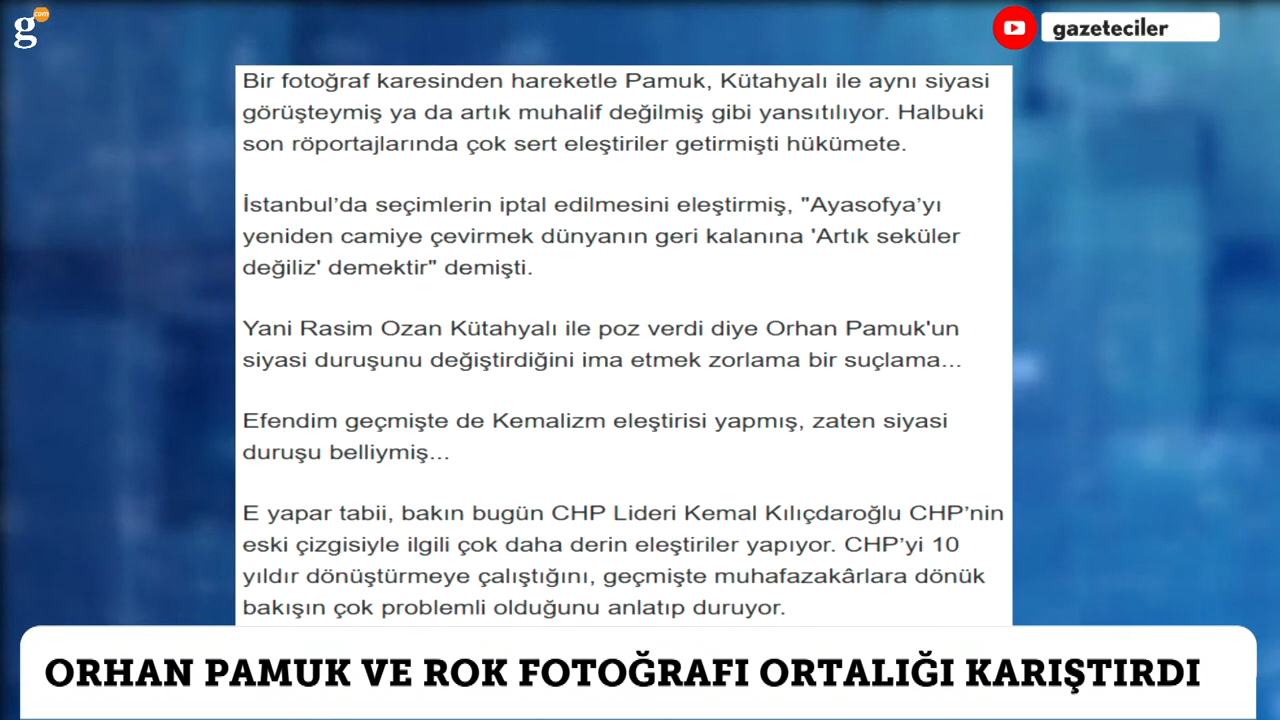 g.com
gazeteciler
Bir fotoğraf karesinden hareketle Pamuk, Kütahyalı ile aynı siyasi
görüşteymiş ya da artık muhalif değilmiş gibi yansıtılıyor. Halbuki
son röportajlarında çok sert eleştiriler getirmişti hükümete.
İstanbul’da seçimlerin iptal edilmesini eleştirmiş, "Ayasofya’yı
yeniden camiye çevirmek dünyanın geri kalanına 'Artık seküler
değiliz' demektir" demişti.
Yani Rasim Ozan Kütahyalı ile poz verdi diye Orhan Pamuk'un
siyasi duruşunu değiştirdiğini ima etmek zorlama bir suçlama...
Efendim geçmişte de Kemalizm eleştirisi yapmış, zaten siyasi
duruşu belliymiş...
E yapar tabii, bakın bugün CHP Lideri Kemal Kılıçdaroğlu CHP’nin
eski çizgisiyle ilgili çok daha derin eleştiriler yapıyor. CHP’yi 10
yıldır dönüştürmeye çalıştığını, geçmişte muhafazakârlara dönük
bakışın çok problemli olduğunu anlatıp duruyor.
ORHAN PAMUK VE ROK FOTOĞRAFI ORTALIĞI KARIŞTIRDI